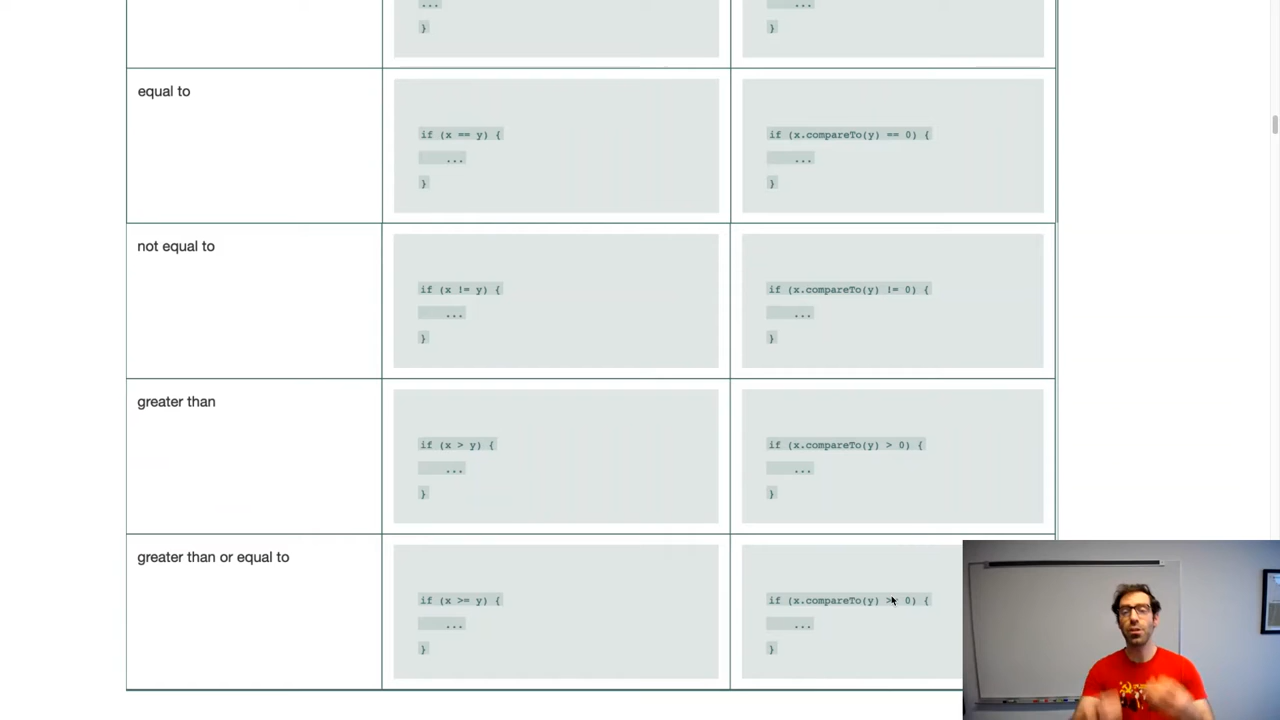 ...
...
}
}
equal to
if (x == y) {
...
}
if (x.compareTo(y) == 0) {
...
}
not equal to
if (x != y) {
...
}
if (x.compareTo(y) != 0) {
...
}
greater than
if (x > y) {
...
}
if (x.compareTo(y) > 0) {
...
}
greater than or equal to
if (x >= y) {
...
}
if (x.compareTo(y) >= 0) {
...
}